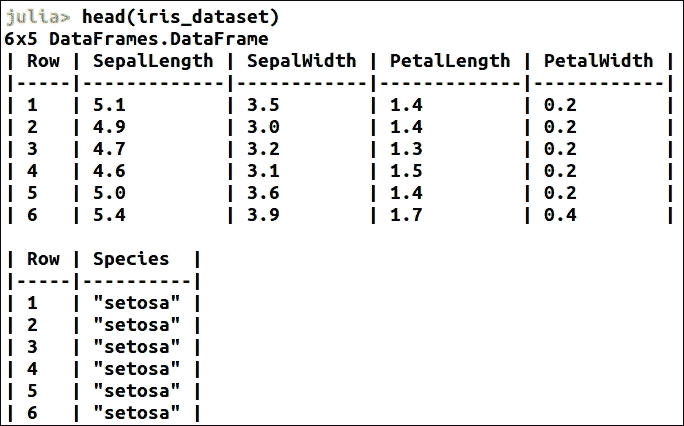 julia> head(iris_dataset)
6x5 DataFrames.DataFrame
| Row | SepalLength | SepalWidth | PetalLength | PetalWidth |
|-----|-------------|------------|-------------|------------|
| 1   | 5.1         | 3.5        | 1.4         | 0.2        |
| 2   | 4.9         | 3.0        | 1.4         | 0.2        |
| 3   | 4.7         | 3.2        | 1.3         | 0.2        |
| 4   | 4.6         | 3.1        | 1.5         | 0.2        |
| 5   | 5.0         | 3.6        | 1.4         | 0.2        |
| 6   | 5.4         | 3.9        | 1.7         | 0.4        |

| Row | Species  |
|-----|----------|
| 1   | "setosa" |
| 2   | "setosa" |
| 3   | "setosa" |
| 4   | "setosa" |
| 5   | "setosa" |
| 6   | "setosa" |